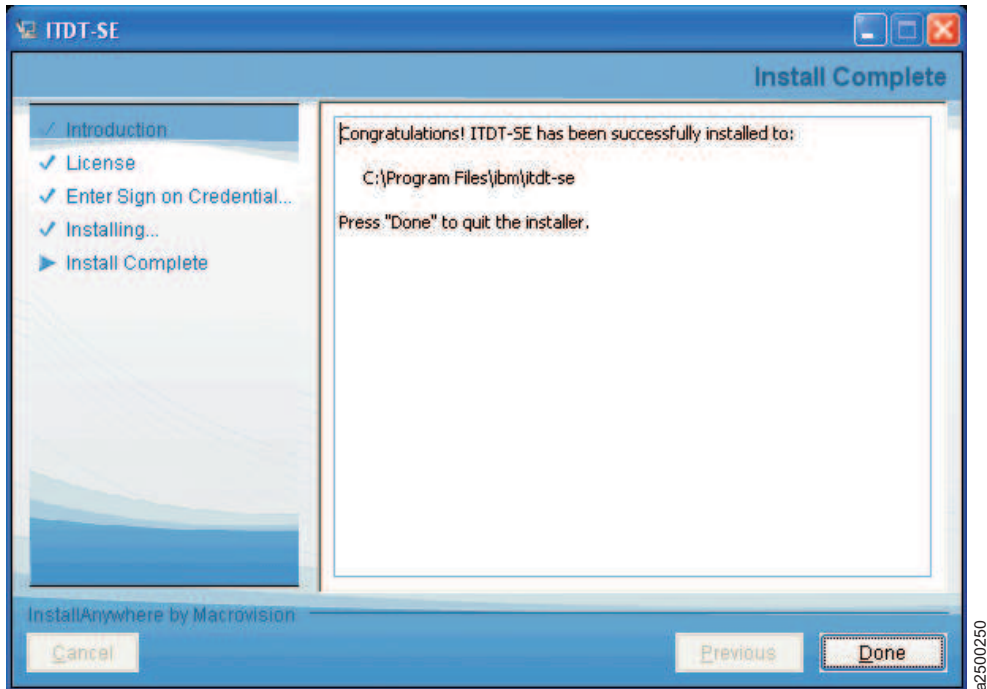 ITDT-SE
Install Complete
Introduction
License
Enter Sign on Credential...
Installing...
Install Complete
Congratulations! ITDT-SE has been successfully installed to:
C:\Program Files\ibm\itdt-se
Press "Done" to quit the installer.
InstallAnywhere by Macrovision
Cancel
Previous
Done
a2500250